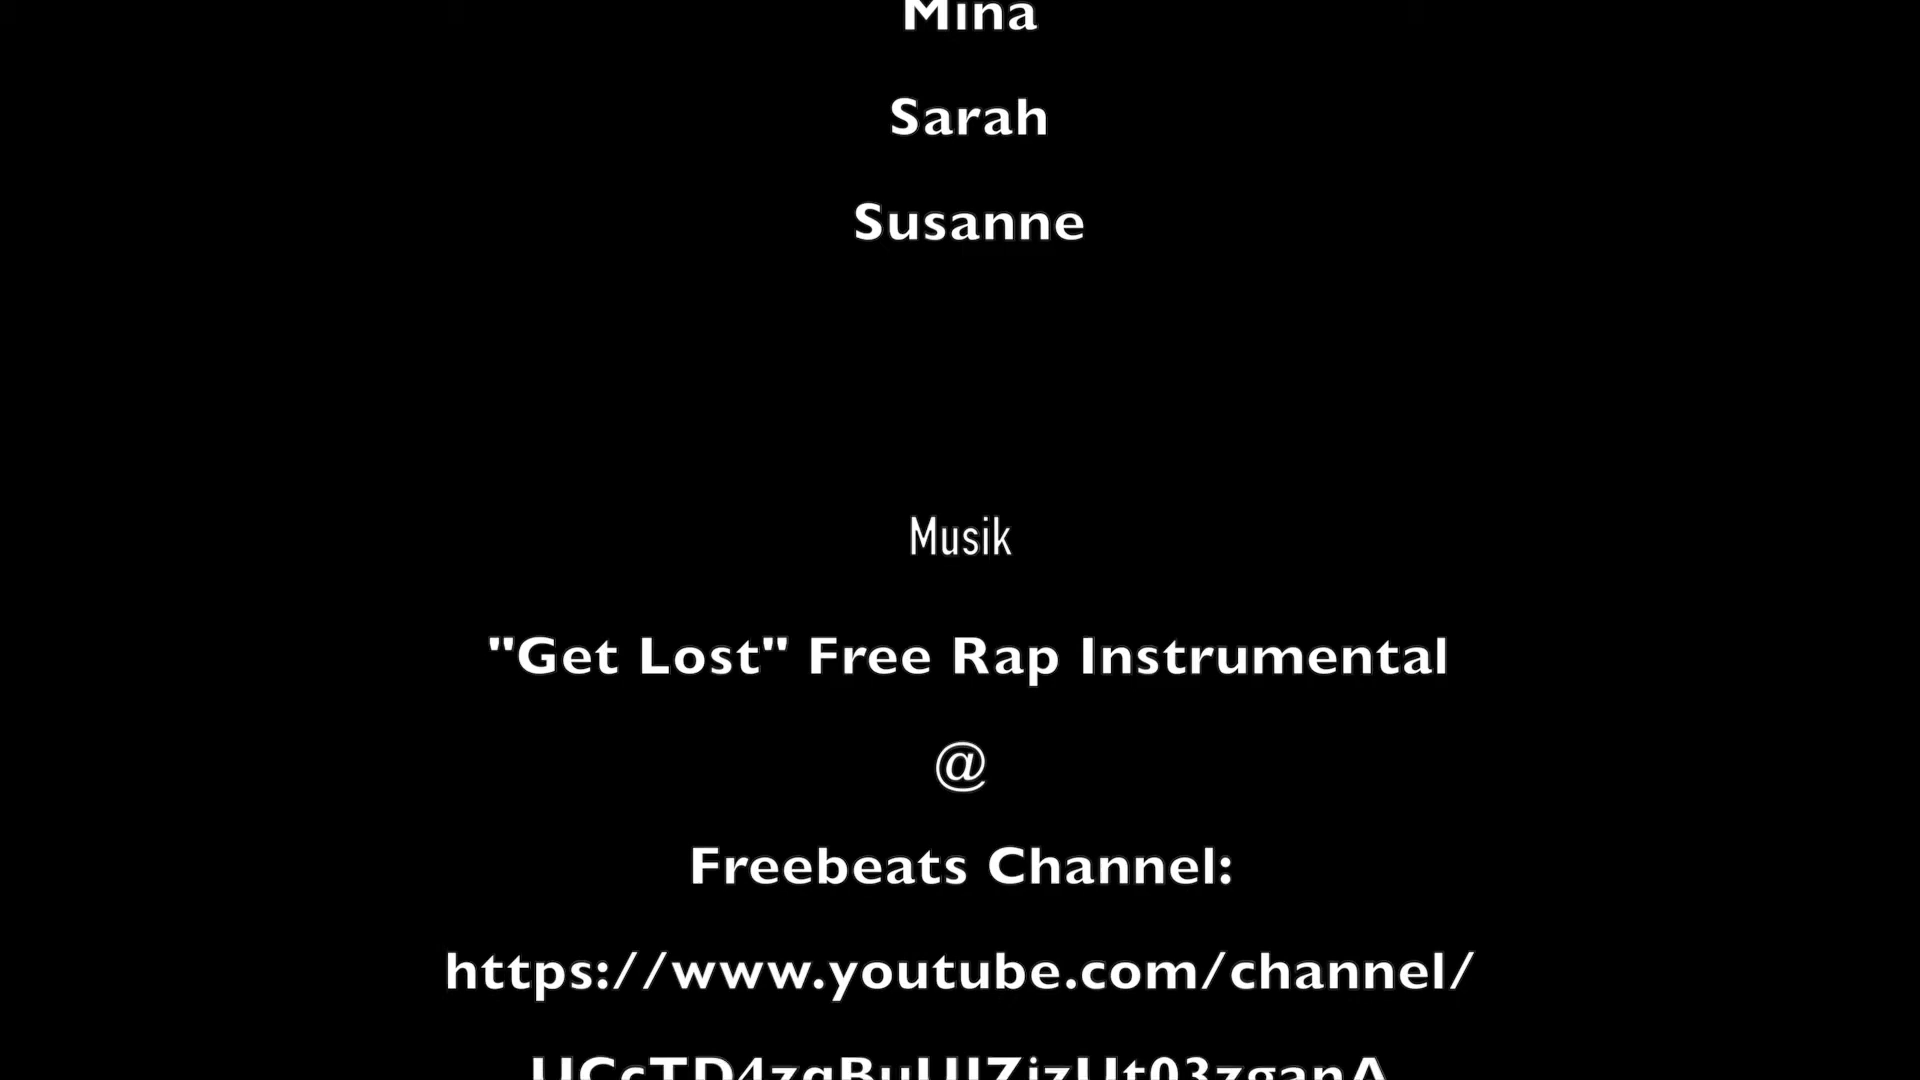 Mina
Sarah
Susanne
Musik
"Get Lost" Free Rap Instrumental
@
Freebeats Channel:
https://www.youtube.com/channel/